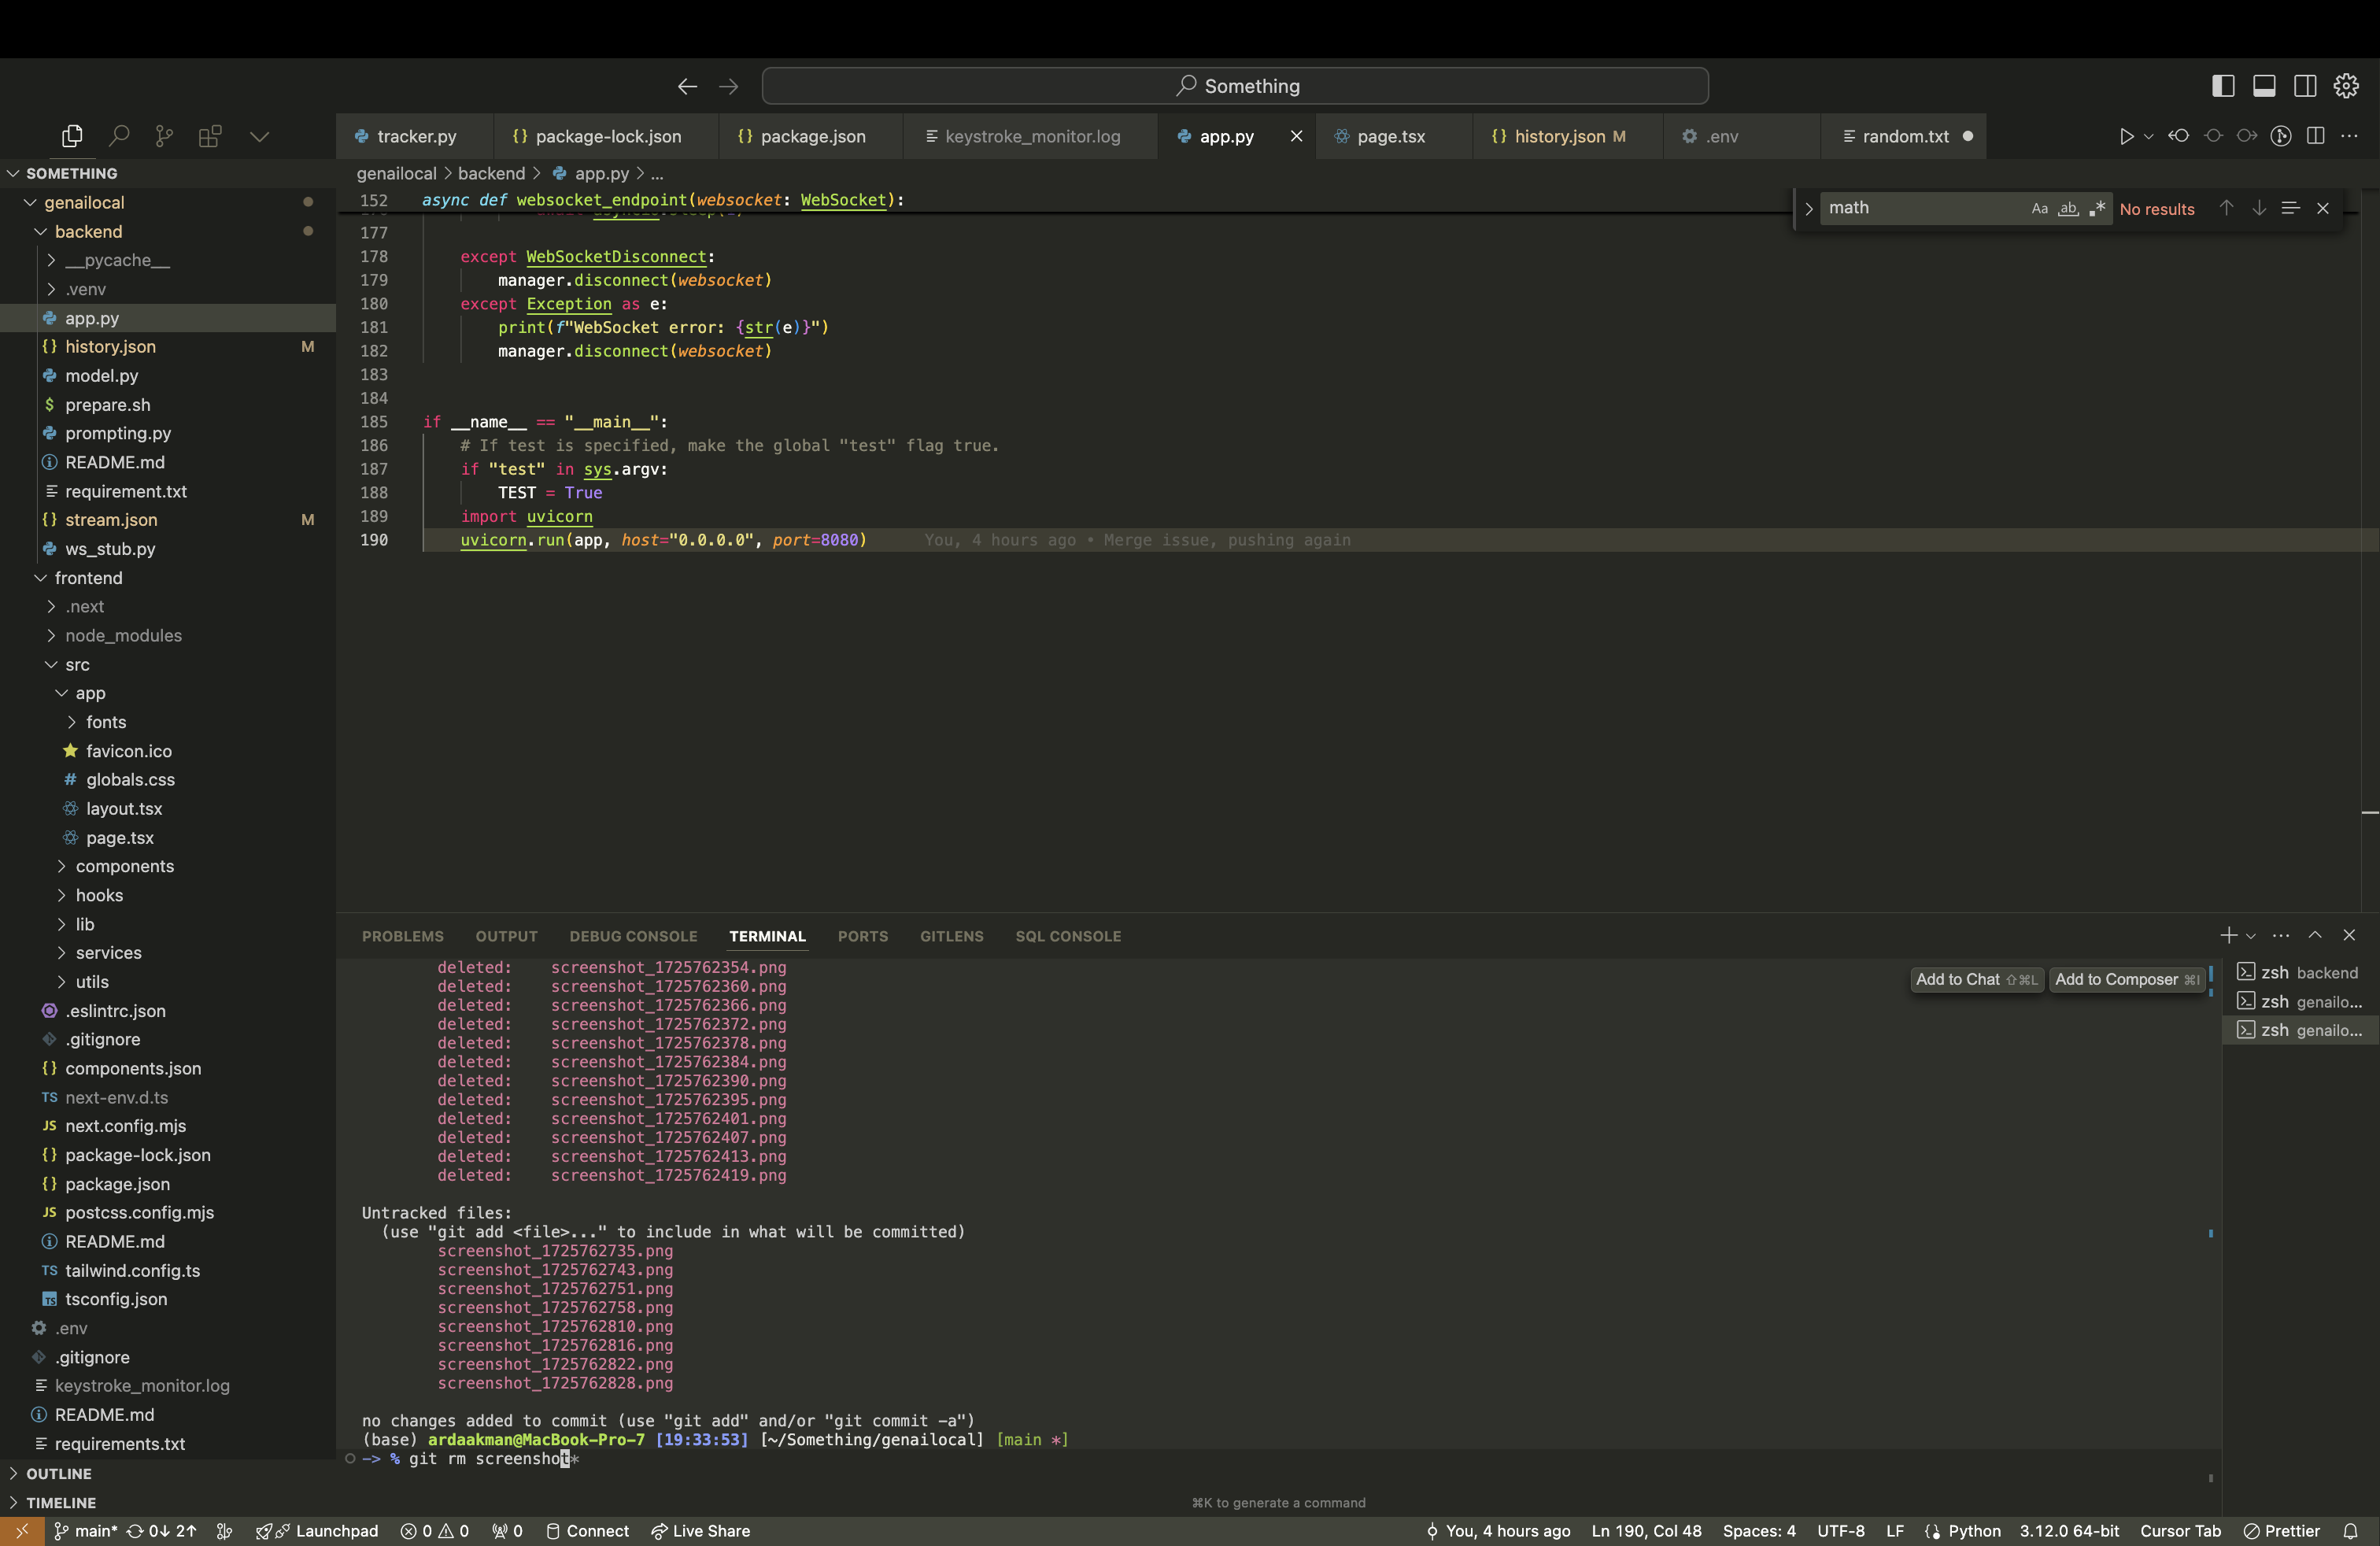 Something
tracker.py
package-lock.json
package.json
keystroke_monitor.log
app.py
page.tsx
history.json M
.env
random.txt
SOMETHING
genailocal
backend
__pycache__
.venv
app.py
history.json M
model.py
prepare.sh
prompting.py
README.md
requirement.txt
stream.json M
ws_stub.py
frontend
.next
node_modules
src
app
fonts
favicon.ico
globals.css
layout.tsx
page.tsx
components
hooks
lib
services
utils
.eslintrc.json
.gitignore
components.json
next-env.d.ts
next.config.mjs
package-lock.json
package.json
postcss.config.mjs
README.md
tailwind.config.ts
tsconfig.json
.env
.gitignore
keystroke_monitor.log
README.md
requirements.txt
OUTLINE
TIMELINE
genailocal > backend > app.py > ...
math
Aa ab .* No results
152 async def websocket_endpoint(websocket: WebSocket):
177
178 except WebSocketDisconnect:
179 manager.disconnect(websocket)
180 except Exception as e:
181 print(f"WebSocket error: {str(e)}")
182 manager.disconnect(websocket)
183
184
185 if __name__ == "__main__":
186 # If test is specified, make the global "test" flag true.
187 if "test" in sys.argv:
188 TEST = True
189 import uvicorn
190 uvicorn.run(app, host="0.0.0.0", port=8080) You, 4 hours ago • Merge issue, pushing again
PROBLEMS OUTPUT DEBUG CONSOLE TERMINAL PORTS GITLENS SQL CONSOLE
deleted: screenshot_1725762354.png
deleted: screenshot_1725762360.png
deleted: screenshot_1725762366.png
deleted: screenshot_1725762372.png
deleted: screenshot_1725762378.png
deleted: screenshot_1725762384.png
deleted: screenshot_1725762390.png
deleted: screenshot_1725762395.png
deleted: screenshot_1725762401.png
deleted: screenshot_1725762407.png
deleted: screenshot_1725762413.png
deleted: screenshot_1725762419.png
Untracked files:
(use "git add <file>..." to include in what will be committed)
screenshot_1725762735.png
screenshot_1725762743.png
screenshot_1725762751.png
screenshot_1725762758.png
screenshot_1725762810.png
screenshot_1725762816.png
screenshot_1725762822.png
screenshot_1725762828.png
no changes added to commit (use "git add" and/or "git commit -a")
(base) ardaakman@MacBook-Pro-7 [19:33:53] [~/Something/genailocal] [main *]
-> % git rm screenshot*
Add to Chat ⇧⌘L Add to Composer ⌘I
zsh backend
zsh genailo...
zsh genailo...
⌘K to generate a command
main* 0↓ 2↑ Launchpad 0 0 0 Connect Live Share
You, 4 hours ago Ln 190, Col 48 Spaces: 4 UTF-8 LF Python 3.12.0 64-bit Cursor Tab Prettier